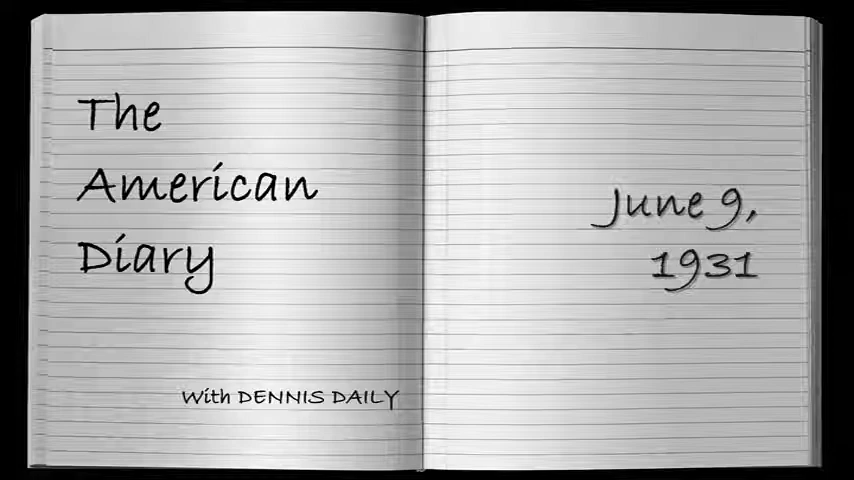 The
American
Diary
With DENNIS DAILY
June 9,
1931